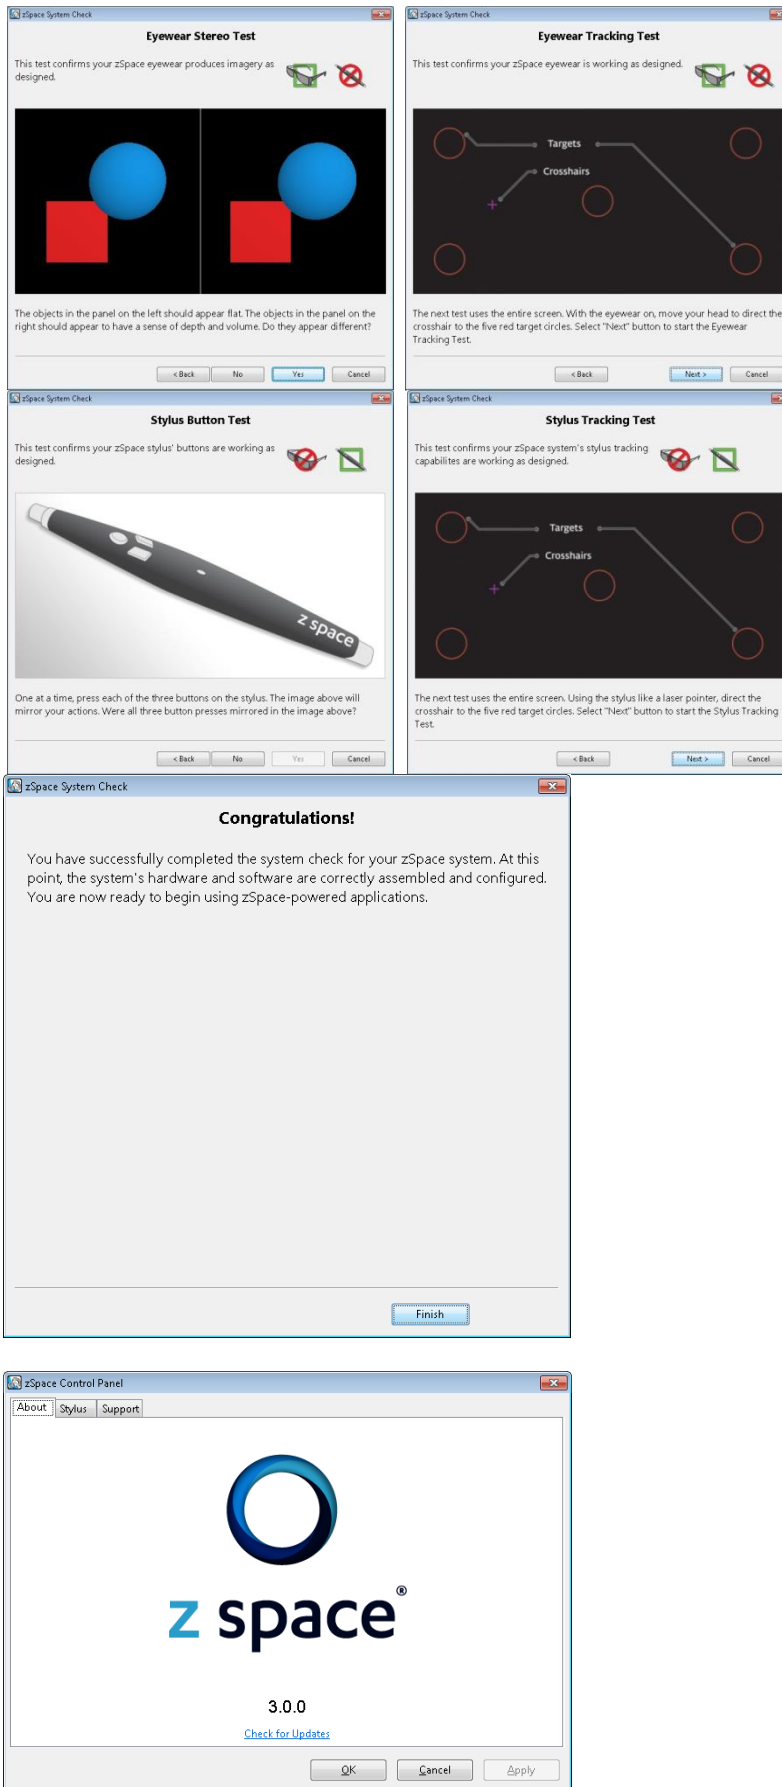 zSpace System Check
Eyewear Stereo Test
This test confirms your zSpace eyewear produces imagery as
designed.
The objects in the panel on the left should appear flat. The objects in the panel on the
right should appear to have a sense of depth and volume. Do they appear different?
< Back
No
Yes
Cancel
zSpace System Check
Eyewear Tracking Test
This test confirms your zSpace eyewear is working as designed.
Targets
Crosshairs
The next test uses the entire screen. With the eyewear on, move your head to direct the
crosshair to the five red target circles. Select "Next" button to start the Eyewear
Tracking Test.
< Back
Next >
Cancel
zSpace System Check
Stylus Button Test
This test confirms your zSpace stylus' buttons are working as
designed.
z space
One at a time, press each of the three buttons on the stylus. The image above will
mirror your actions. Were all three button presses mirrored in the image above?
< Back
No
Yes
Cancel
zSpace System Check
Stylus Tracking Test
This test confirms your zSpace system's stylus tracking
capabilites are working as designed.
Targets
Crosshairs
The next test uses the entire screen. Using the stylus like a laser pointer, direct the
crosshair to the five red target circles. Select "Next" button to start the Stylus Tracking
Test.
< Back
Next >
Cancel
zSpace System Check
Congratulations!
You have successfully completed the system check for your zSpace system. At this
point, the system's hardware and software are correctly assembled and configured.
You are now ready to begin using zSpace-powered applications.
Finish
zSpace Control Panel
About Stylus Support
z space®
3.0.0
Check for Updates
OK
Cancel
Apply